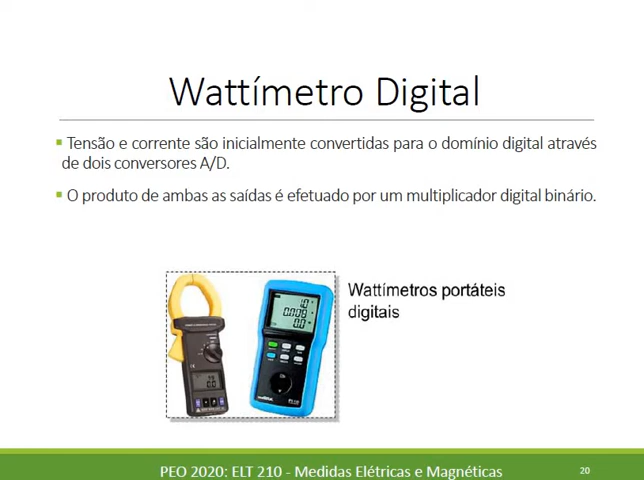 Wattímetro Digital
Tensão e corrente são inicialmente convertidas para o domínio digital através
de dois conversores A/D.
O produto de ambas as saídas é efetuado por um multiplicador digital binário.
Wattímetros portáteis
digitais
PEO 2020: ELT 210 - Medidas Elétricas e Magnéticas
20